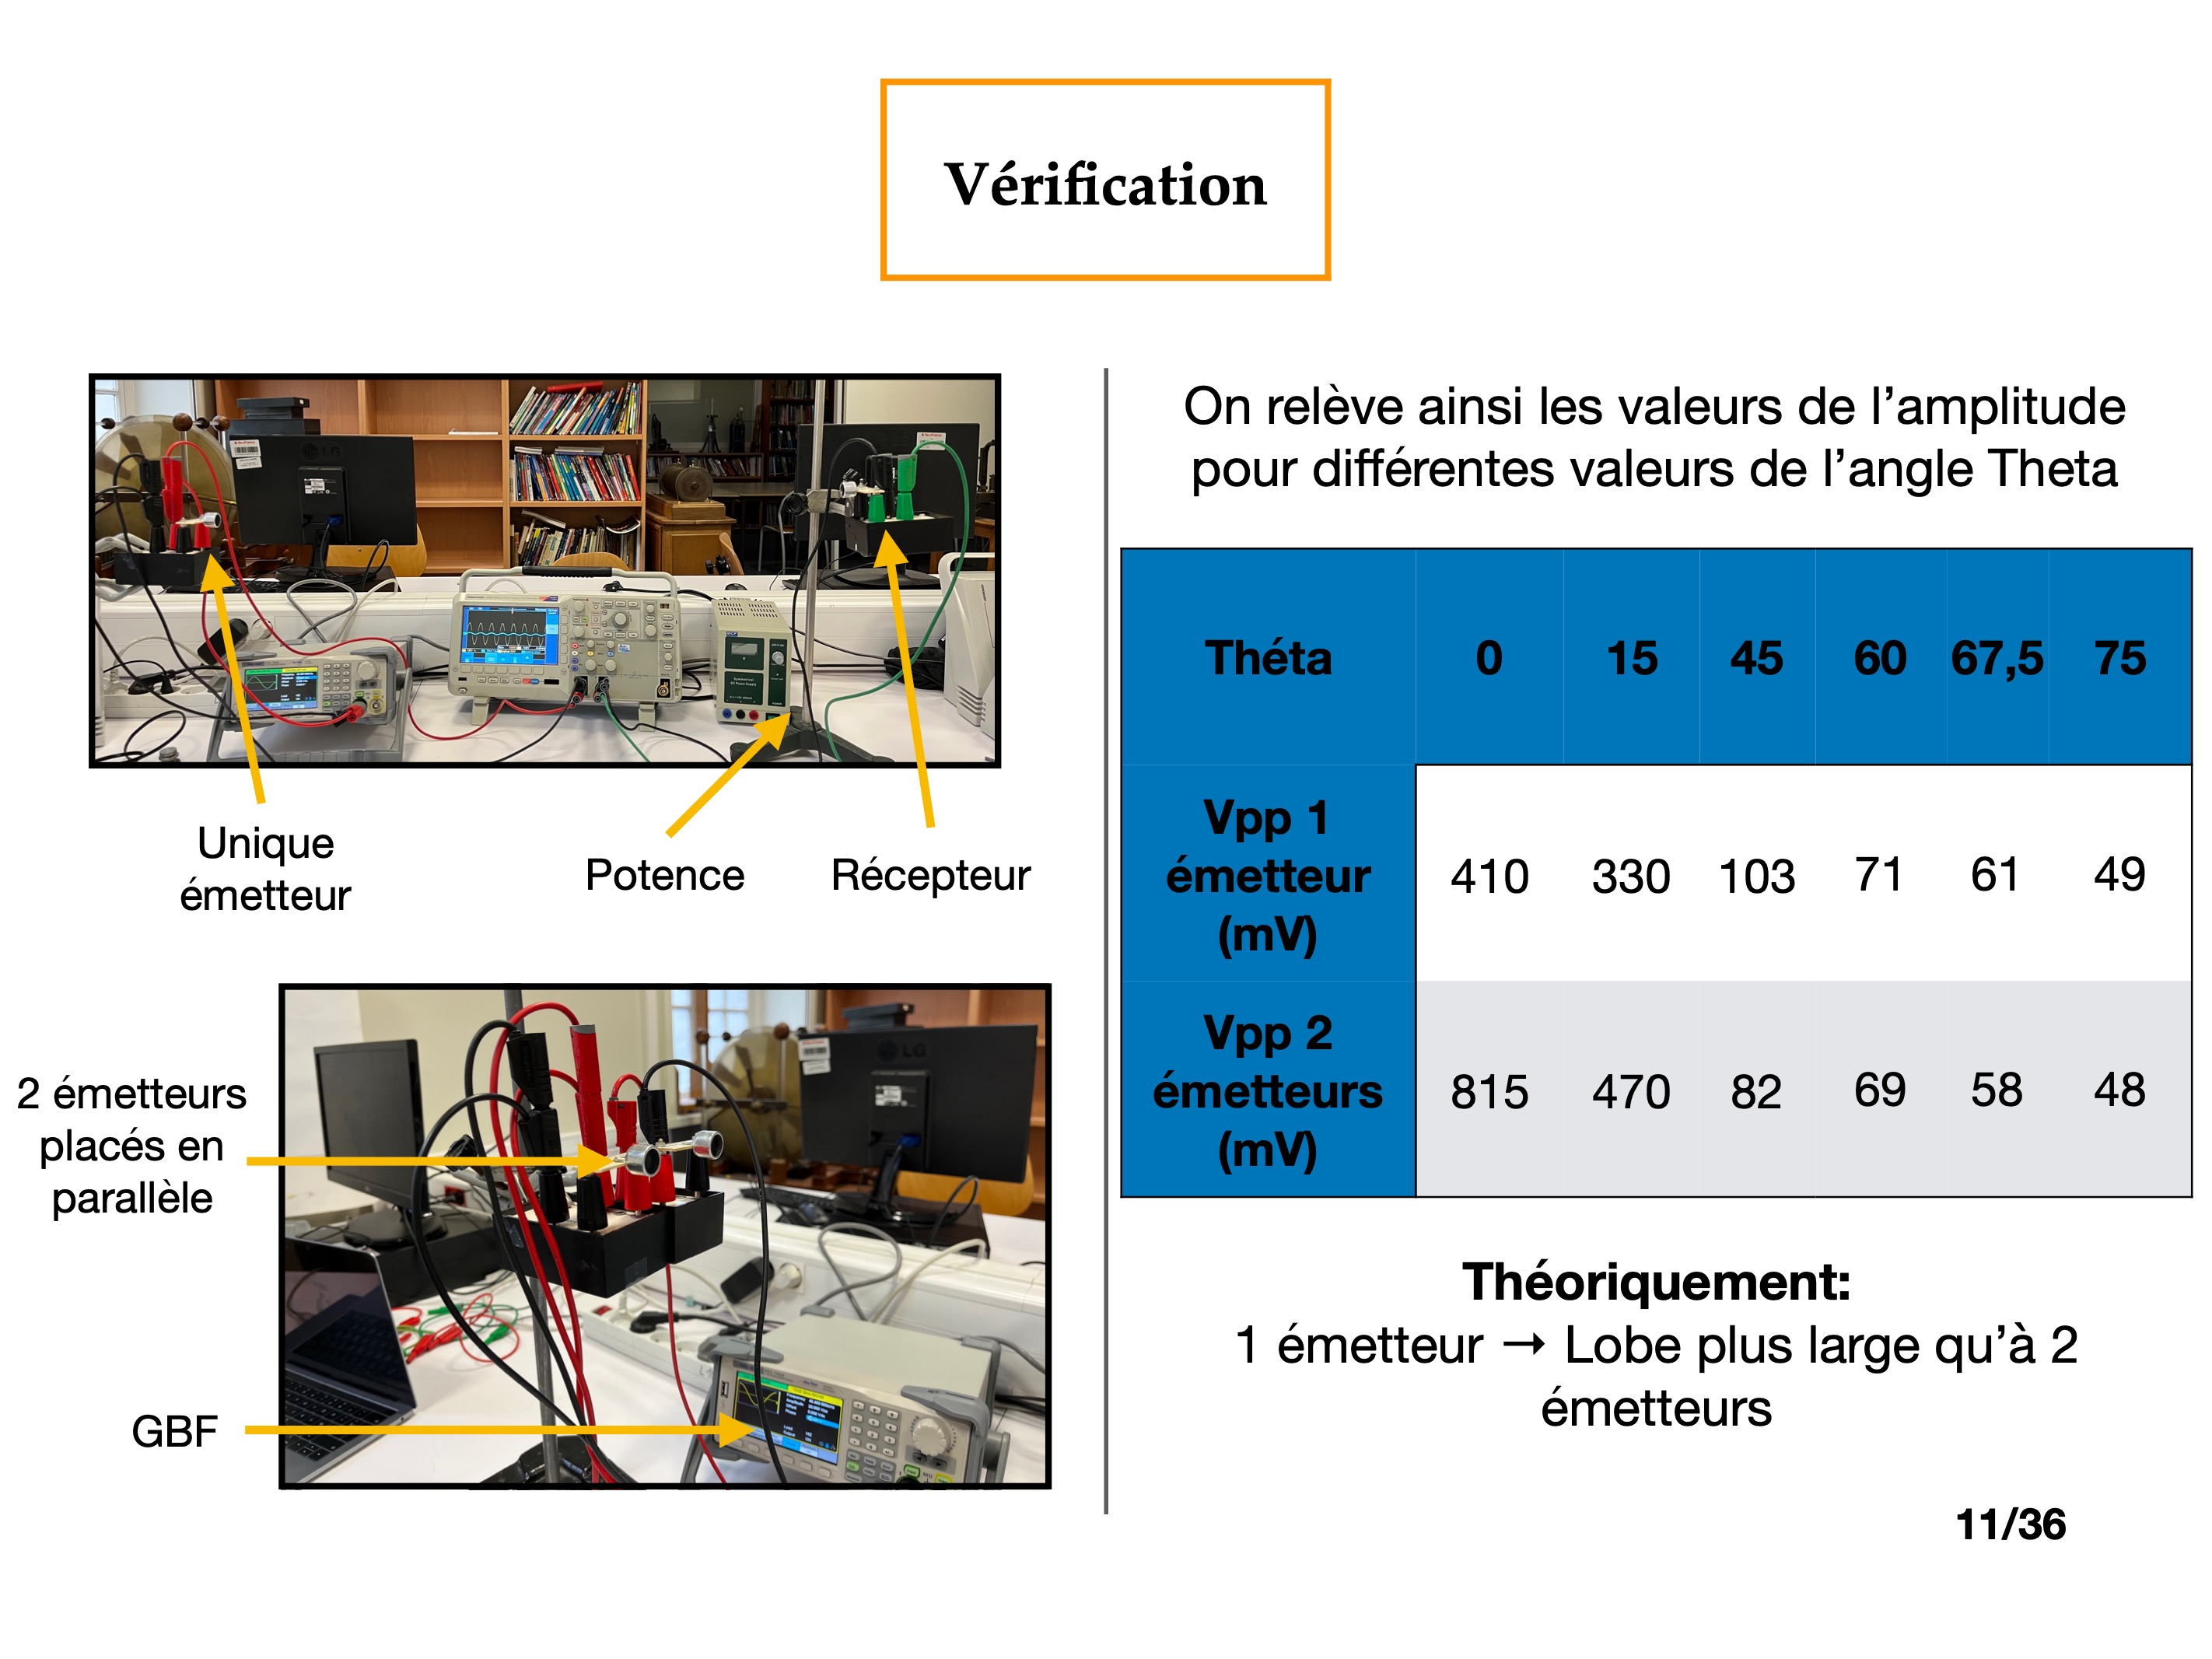 Vérification
On relève ainsi les valeurs de l'amplitude
pour différentes valeurs de l'angle Theta
Unique
émetteur
Potence
Récepteur
2 émetteurs
placés en
parallèle
GBF
LG
LG
Théta 0 15 45 60 67,5 75
Vpp 1
émetteur
(mV)
410 330 103 71 61 49
Vpp 2
émetteurs
(mV)
815 470 82 69 58 48
Théoriquement:
1 émetteur → Lobe plus large qu'à 2
émetteurs
11/36